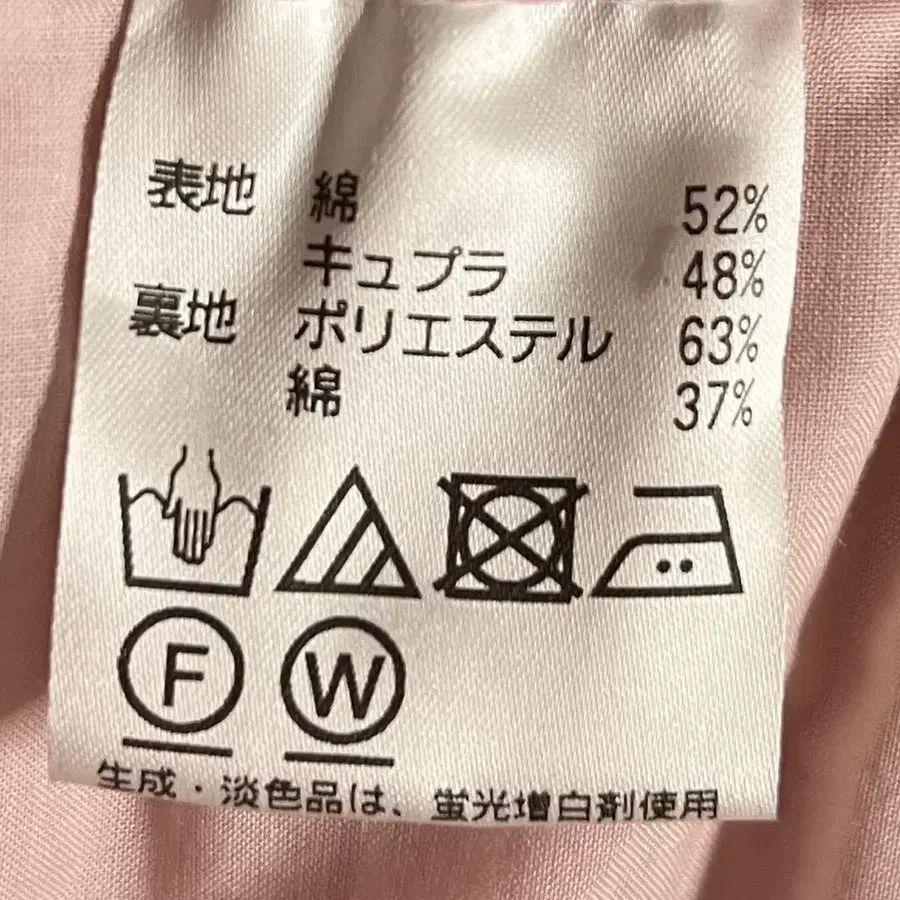 表地 綿 52%
キュプラ 48%
裏地 ポリエステル 63%
綿 37%
F W
生成・淡色品は、蛍光増白剤使用